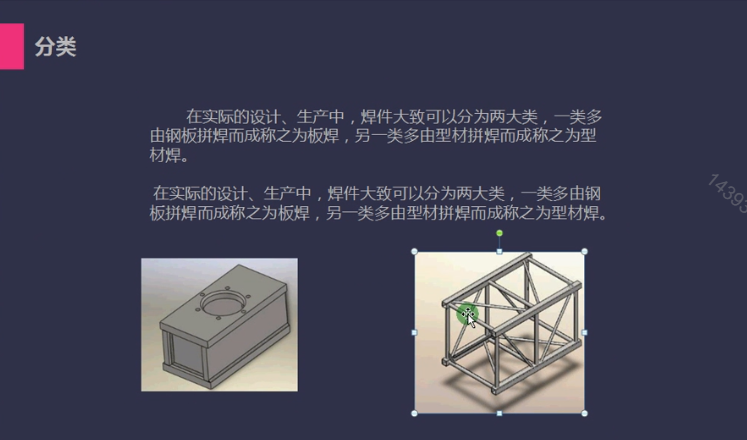 分类
在实际的设计、生产中，焊件大致可以分为两大类，一类多
由钢板拼焊而成称之为板焊，另一类多由型材拼焊而成称之为型
材焊。
在实际的设计、生产中，焊件大致可以分为两大类，一类多由钢
板拼焊而成称之为板焊，另一类多由型材拼焊而成称之为型材焊。